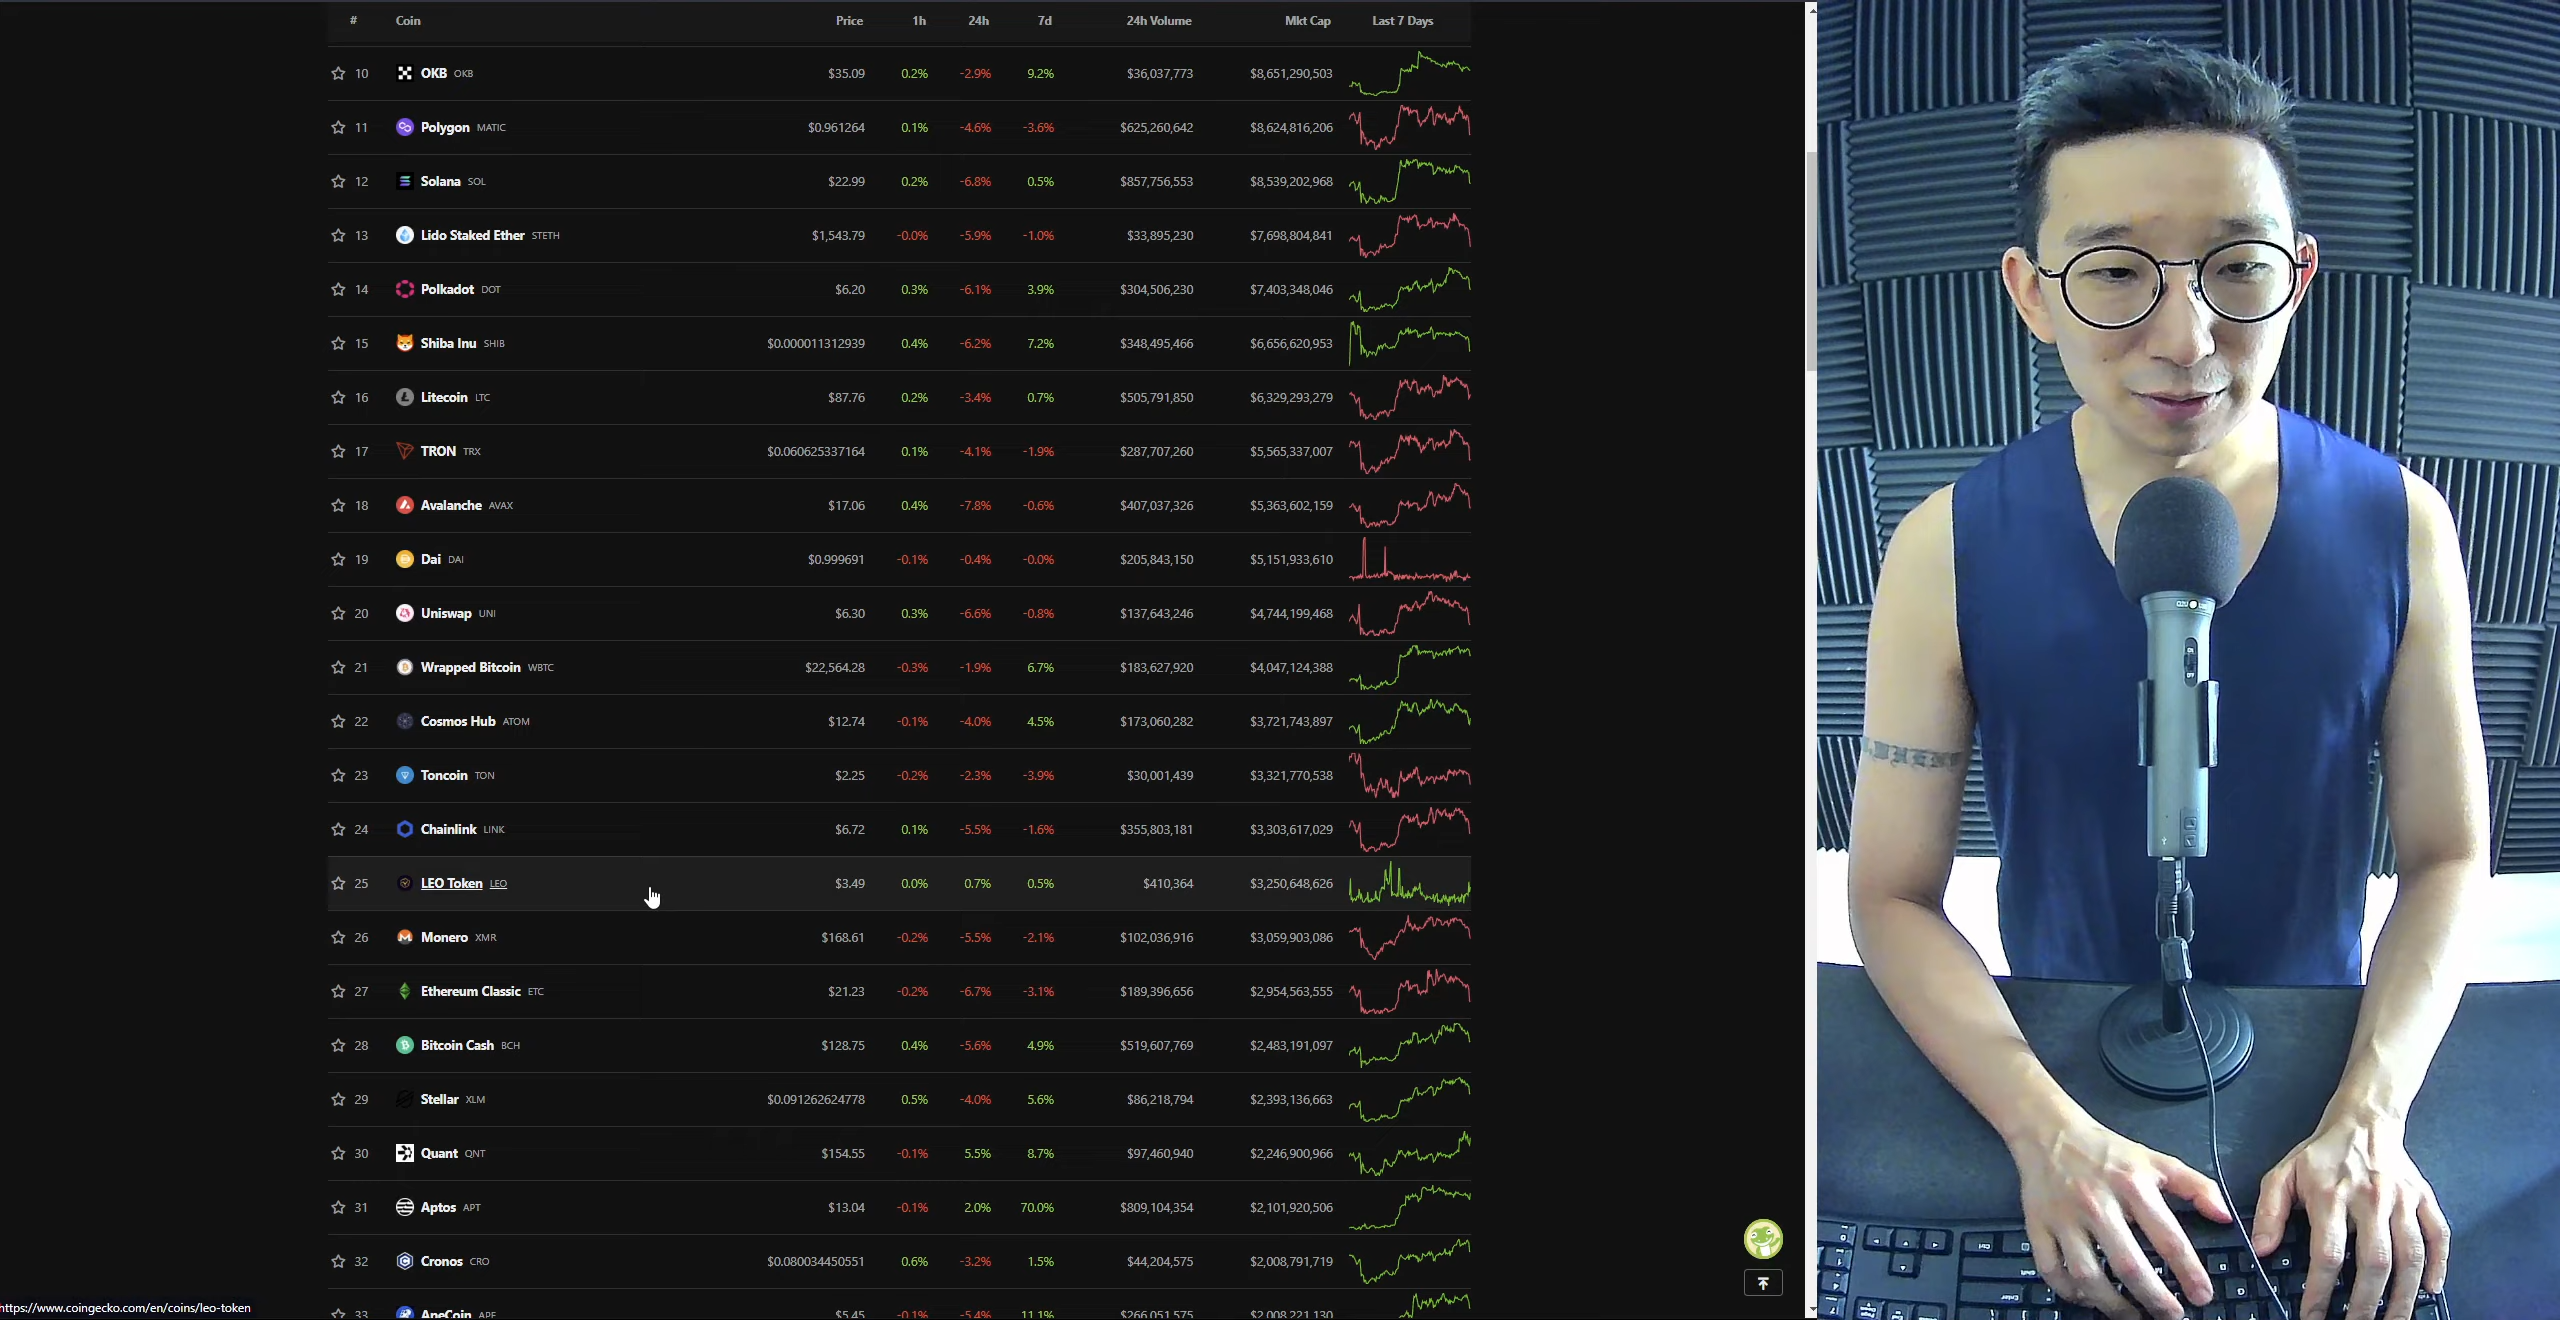 # Coin Price 1h 24h 7d 24h Volume Mkt Cap Last 7 Days
10 OKB OKB $35.09 0.2% -2.9% 9.2% $36,037,773 $8,651,290,503
11 Polygon MATIC $0.961264 0.1% -4.6% -3.6% $625,260,642 $8,624,816,206
12 Solana SOL $22.99 0.2% -6.8% 0.5% $857,756,553 $8,539,202,968
13 Lido Staked Ether STETH $1,543.79 -0.0% -5.9% -1.0% $33,895,230 $7,698,804,841
14 Polkadot DOT $6.20 0.3% -6.1% 3.9% $304,506,230 $7,403,348,046
15 Shiba Inu SHIB $0.000011312939 0.4% -6.2% 7.2% $348,495,466 $6,656,620,953
16 Litecoin LTC $87.76 0.2% -3.4% 0.7% $505,791,850 $6,329,293,279
17 TRON TRX $0.060625337164 0.1% -4.1% -1.9% $287,707,260 $5,565,337,007
18 Avalanche AVAX $17.06 0.4% -7.8% -0.6% $407,037,326 $5,363,602,159
19 Dai DAI $0.999691 -0.1% -0.4% -0.0% $205,843,150 $5,151,933,610
20 Uniswap UNI $6.30 0.3% -6.6% -0.8% $137,643,246 $4,744,199,468
21 Wrapped Bitcoin WBTC $22,564.28 -0.3% -1.9% 6.7% $183,627,920 $4,047,124,388
22 Cosmos Hub ATOM $12.74 -0.1% -4.0% 4.5% $173,060,282 $3,721,743,897
23 Toncoin TON $2.25 -0.2% -2.3% -3.9% $30,001,439 $3,321,770,538
24 Chainlink LINK $6.72 0.1% -5.5% -1.6% $355,803,181 $3,303,617,029
25 LEO Token LEO $3.49 0.0% 0.7% 0.5% $410,364 $3,250,648,626
26 Monero XMR $168.61 -0.2% -5.5% -2.1% $102,036,916 $3,059,903,086
27 Ethereum Classic ETC $21.23 -0.2% -6.7% -3.1% $189,396,656 $2,954,563,555
28 Bitcoin Cash BCH $128.75 0.4% -5.6% 4.9% $519,607,769 $2,483,191,097
29 Stellar XLM $0.091262624778 0.5% -4.0% 5.6% $86,218,794 $2,393,136,663
30 Quant QNT $154.55 -0.1% 5.5% 8.7% $97,460,940 $2,246,900,966
31 Aptos APT $13.04 -0.1% 2.0% 70.0% $809,104,354 $2,101,920,506
32 Cronos CRO $0.080034450551 0.6% -3.2% 1.5% $44,204,575 $2,008,791,719
33 ApeCoin APE $5.45 -0.1% -5.4% 11.1% $266,051,575 $2,008,221,130
https://www.coingecko.com/en/coins/leo-token